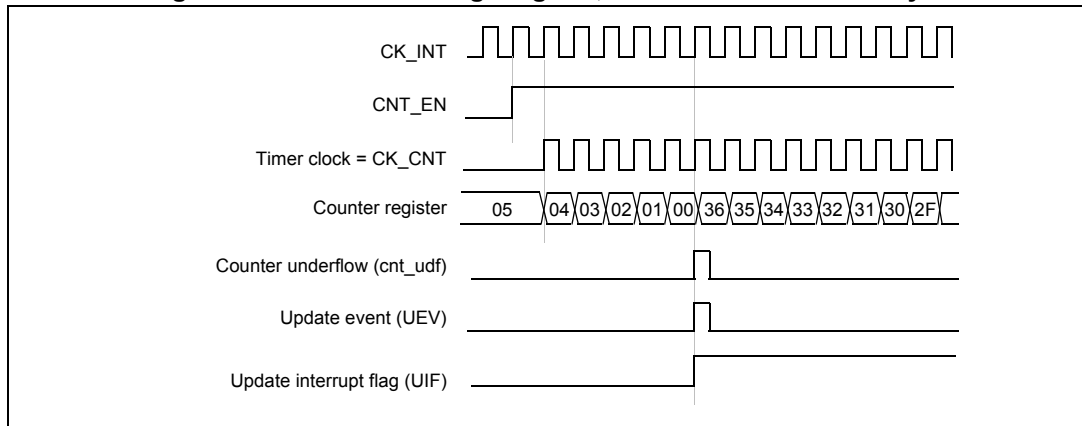 CK_INT
CNT_EN
Timer clock = CK_CNT
Counter register 05 04 03 02 01 00 36 35 34 33 32 31 30 2F
Counter underflow (cnt_udf)
Update event (UEV)
Update interrupt flag (UIF)